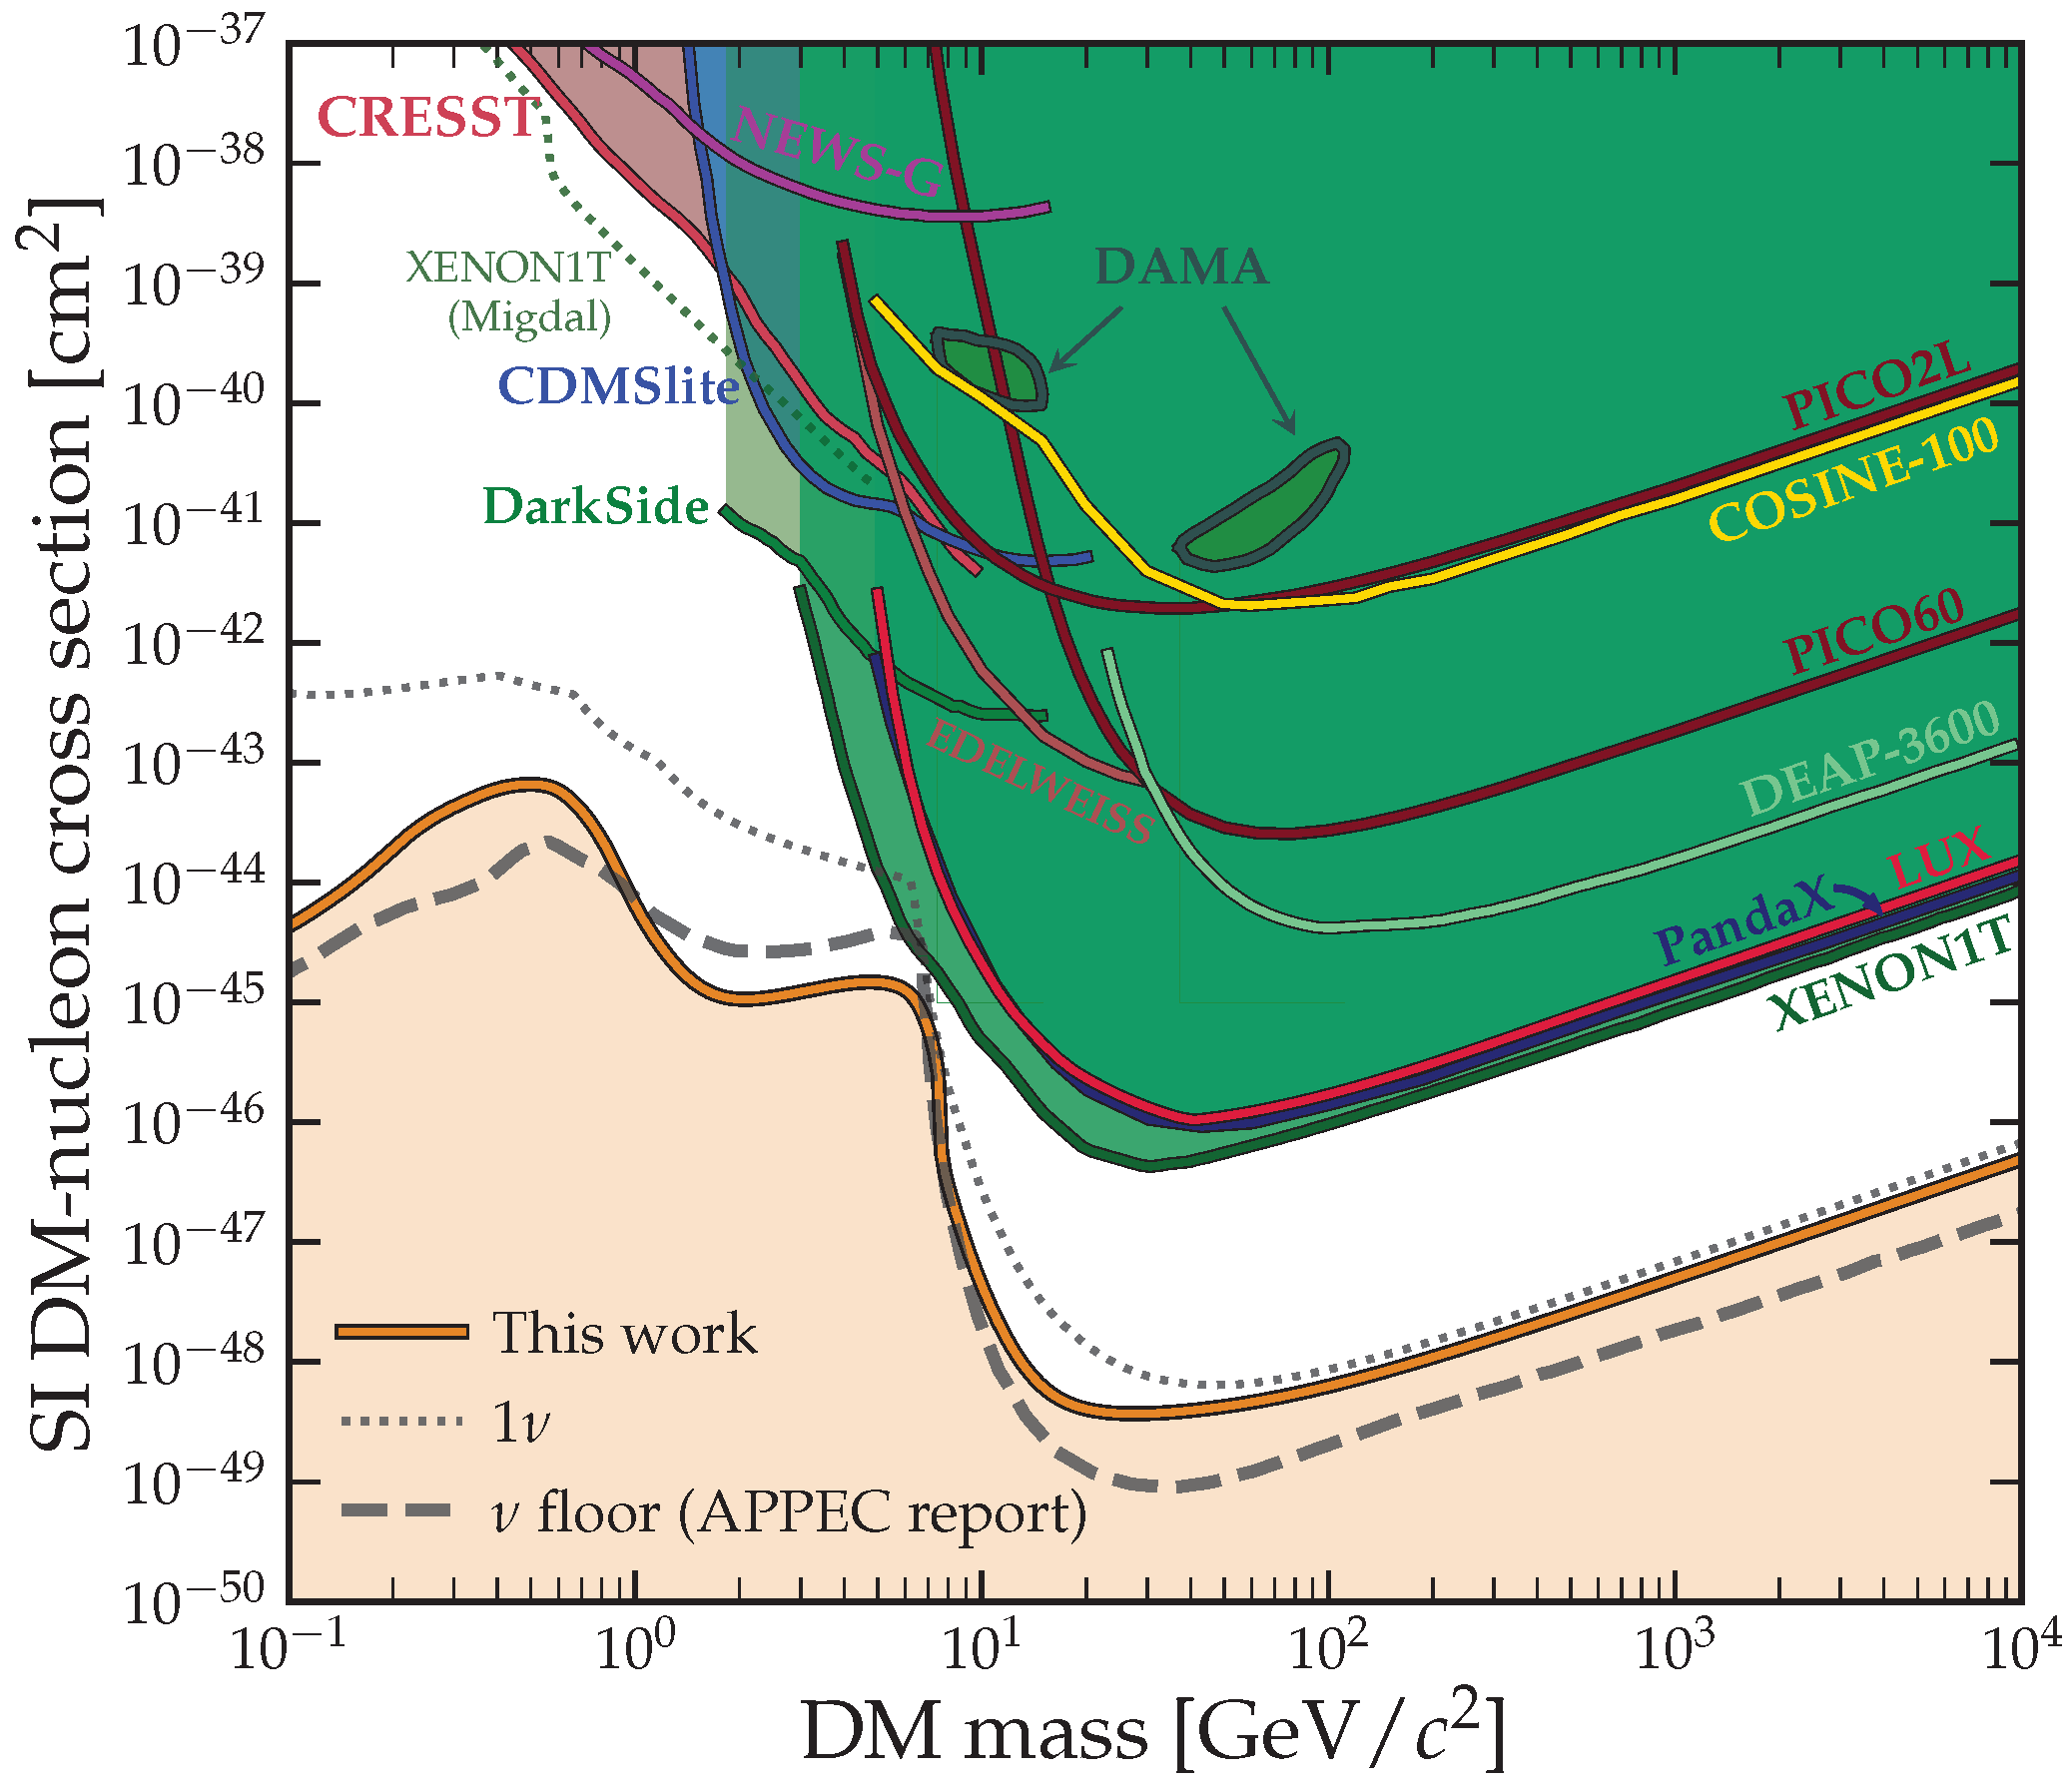 SI DM-nucleon cross section [cm²]
10⁻³⁷
10⁻³⁸
10⁻³⁹
10⁻⁴⁰
10⁻⁴¹
10⁻⁴²
10⁻⁴³
10⁻⁴⁴
10⁻⁴⁵
10⁻⁴⁶
10⁻⁴⁷
10⁻⁴⁸
10⁻⁴⁹
10⁻⁵⁰
CRESST
NEWS-G
XENON1T
(Migdal)
DAMA
CDMSlite
DarkSide
PICO2L
COSINE-100
PICO60
EDELWEISS
DEAP-3600
LUX
PandaX
XENON1T
This work
1ν
ν floor (APPEC report)
10⁻¹
10⁰
10¹
10²
10³
10⁴
DM mass [GeV/c²]